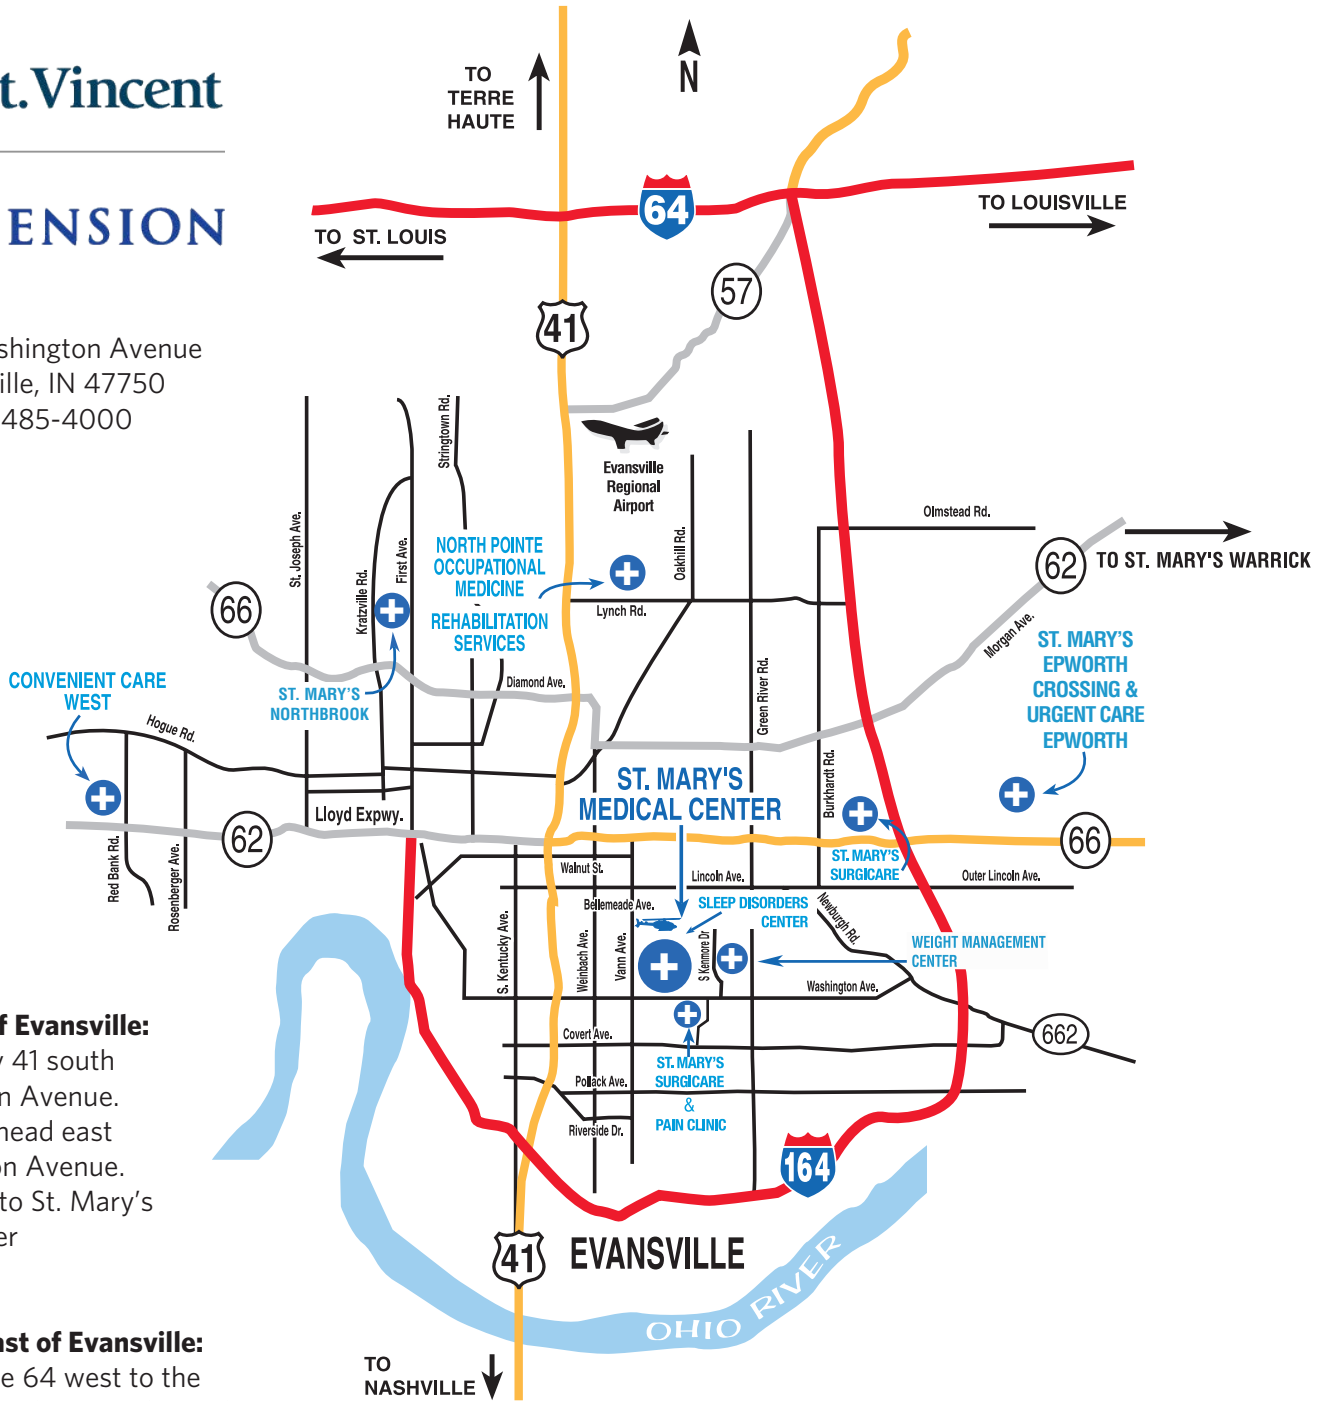 t. Vincent
ENSION
shington Avenue
ille, IN 47750
485-4000
f Evansville:
y 41 south
n Avenue.
head east
on Avenue.
to St. Mary's
er
ast of Evansville:
e 64 west to the
TO
TERRE
HAUTE
N
64
TO LOUISVILLE
TO ST. LOUIS
57
41
Evansville
Regional
Airport
Stringtown Rd.
St. Joseph Ave.
Kratzville Rd.
First Ave.
Oakhill Rd.
Olmstead Rd.
62
TO ST. MARY'S WARRICK
NORTH POINTE
OCCUPATIONAL
MEDICINE
REHABILITATION
SERVICES
Lynch Rd.
66
Morgan Ave.
ST. MARY'S
EPWORTH
CROSSING &
URGENT CARE
EPWORTH
Green River Rd.
Diamond Ave.
CONVENIENT CARE
WEST
ST. MARY'S
NORTHBROOK
Hogue Rd.
ST. MARY'S
MEDICAL CENTER
Burkhardt Rd.
Lloyd Expwy.
62
66
Red Bank Rd.
Rosenberger Ave.
ST. MARY'S
SURGICARE
Walnut St.
Lincoln Ave.
Outer Lincoln Ave.
Bellemeade Ave.
SLEEP DISORDERS
CENTER
Newburgh Rd.
S. Kentucky Ave.
Weinbach Ave.
Vann Ave.
S Kenmore Dr
WEIGHT MANAGEMENT
CENTER
Washington Ave.
Covert Ave.
662
ST. MARY'S
SURGICARE
&
PAIN CLINIC
Pollack Ave.
Riverside Dr.
164
41
EVANSVILLE
OHIO RIVER
TO
NASHVILLE